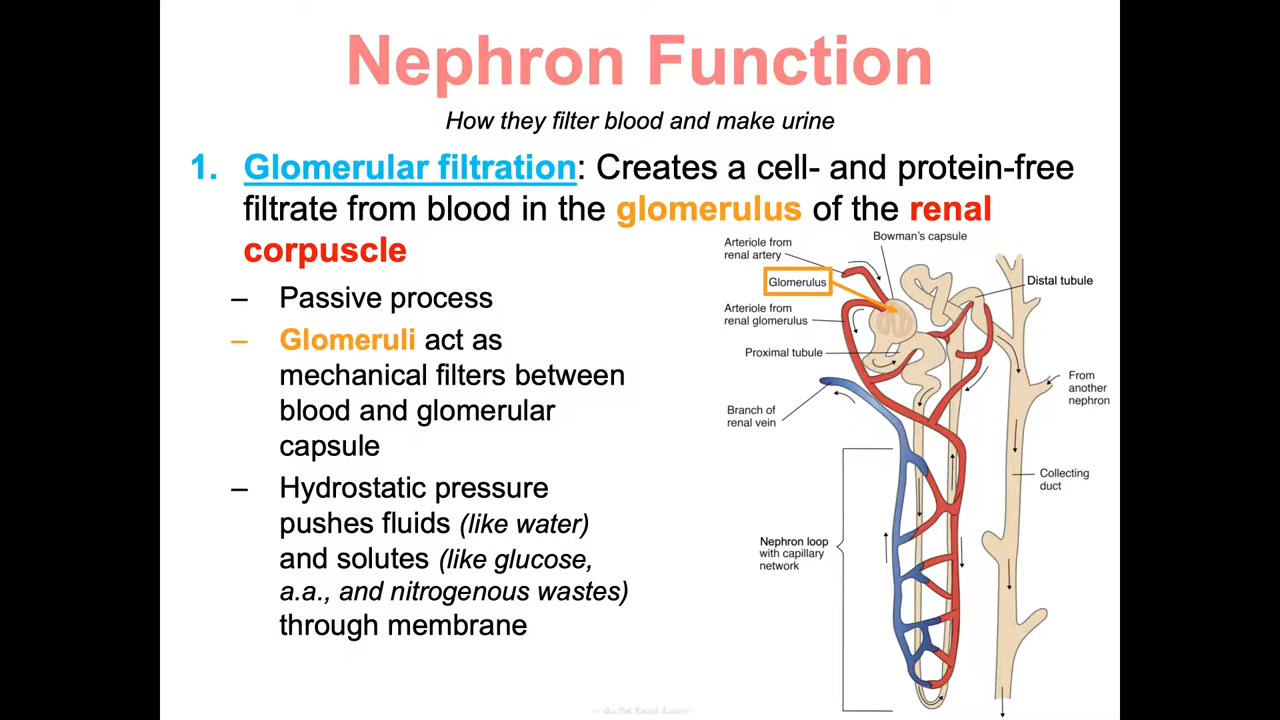 Nephron Function
How they filter blood and make urine
1. Glomerular filtration: Creates a cell- and protein-free
filtrate from blood in the glomerulus of the renal
corpuscle
– Passive process
– Glomeruli act as
mechanical filters between
blood and glomerular
capsule
– Hydrostatic pressure
pushes fluids (like water)
and solutes (like glucose,
a.a., and nitrogenous wastes)
through membrane
Arteriole from
renal artery
Bowman's capsule
Glomerulus
Distal tubule
Arteriole from
renal glomerulus
Proximal tubule
From
another
nephron
Branch of
renal vein
Collecting
duct
Nephron loop
with capillary
network